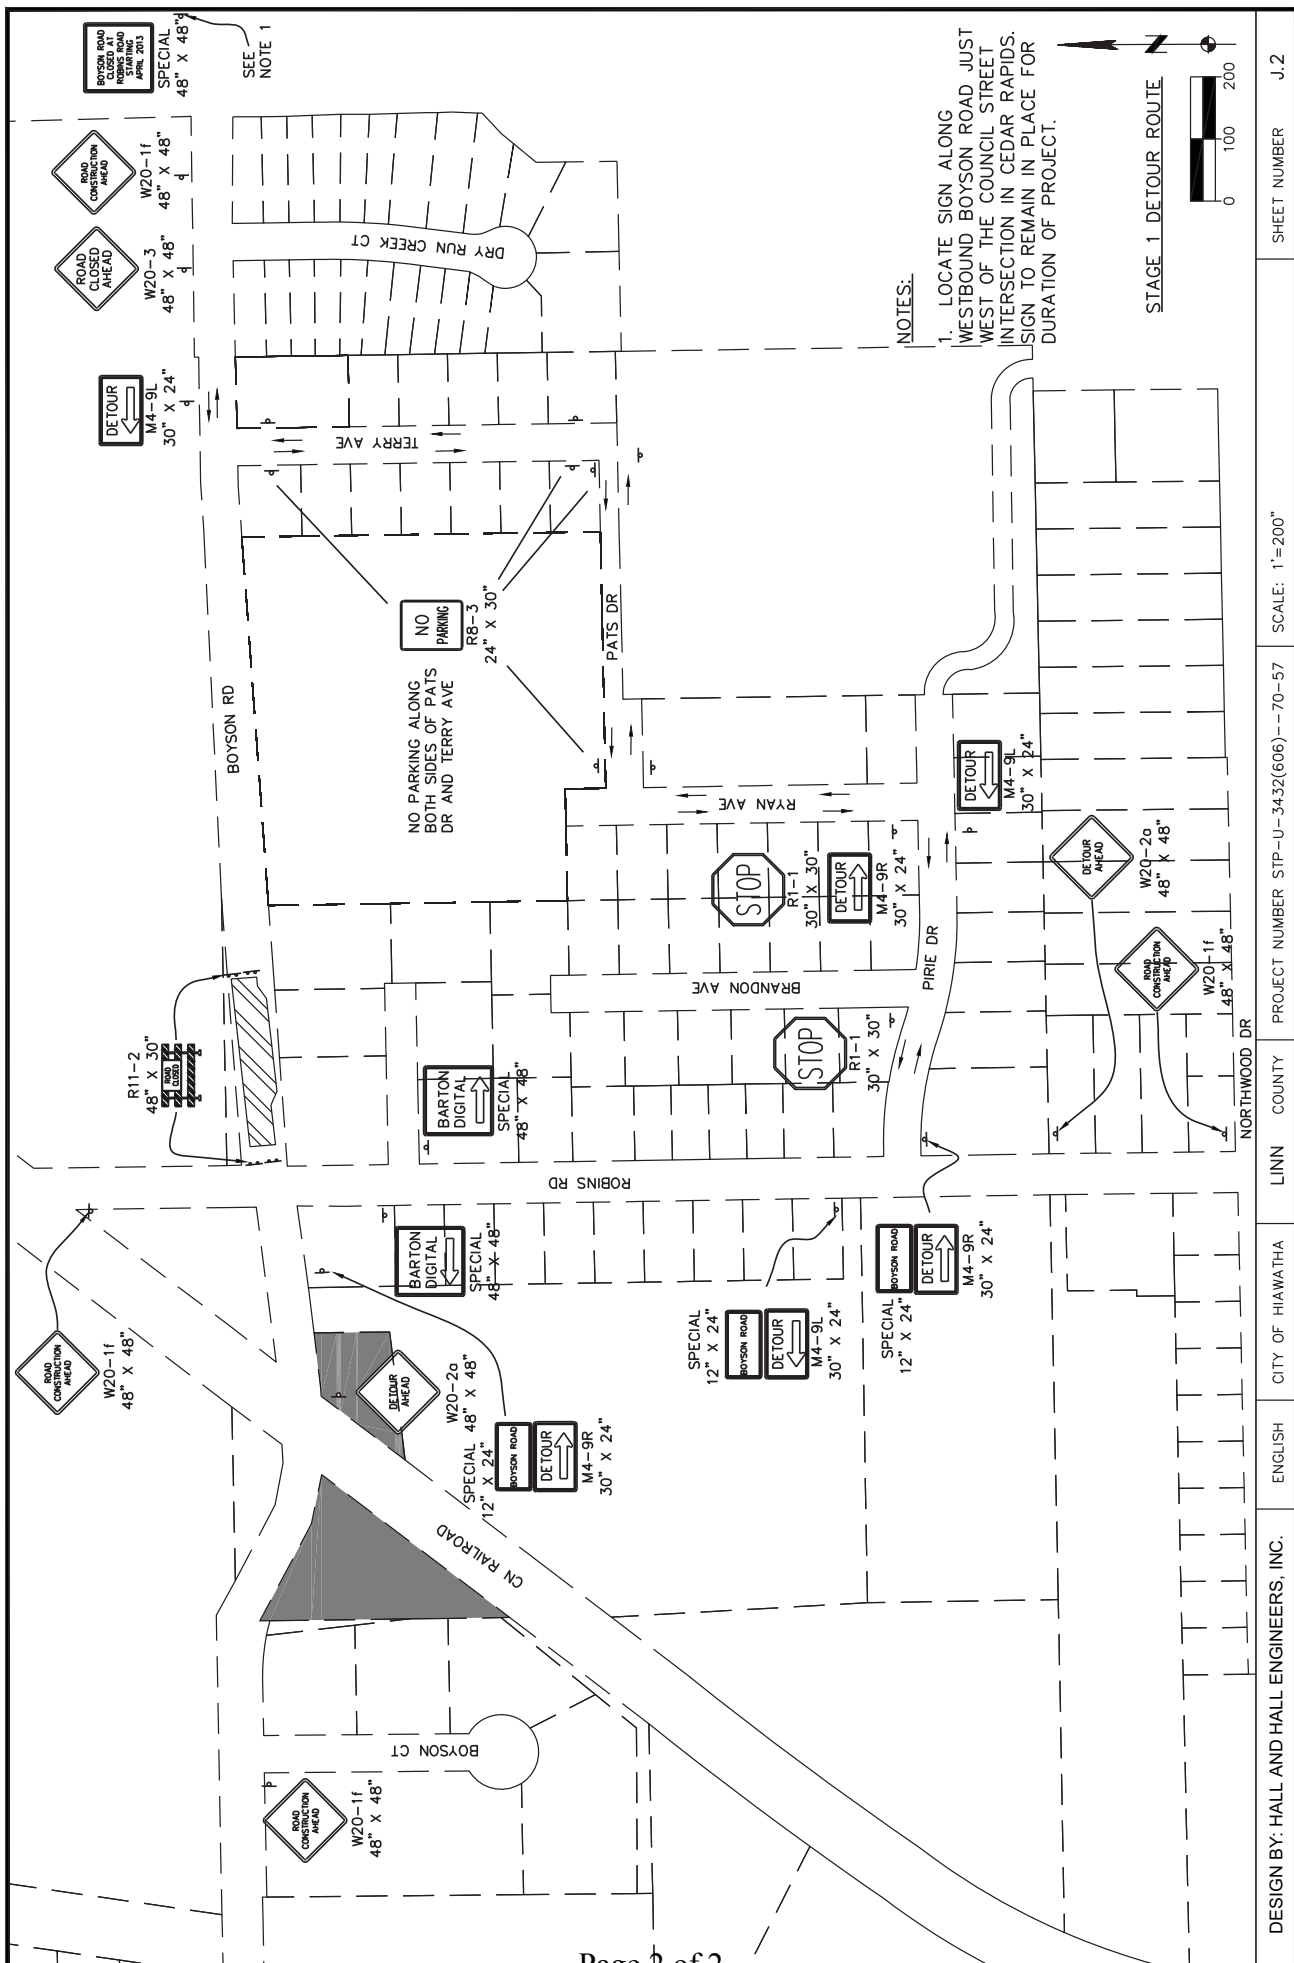 BOYSON ROAD
CLOSED AT
ROBINS ROAD
STARTING
APRIL 2013
SPECIAL
48" X 48"
SEE
NOTE 1
ROAD
CONSTRUCTION
AHEAD
W20-1f
48" X 48"
ROAD
CLOSED
AHEAD
W20-3
48" X 48"
DETOUR
M4-9L
30" X 24"
DRY RUN CREEK CT
TERRY AVE
BOYSON RD
NO
PARKING
R8-3
24" X 30"
NO PARKING ALONG
BOTH SIDES OF PATS
DR AND TERRY AVE
PATS DR
NOTES:
1. LOCATE SIGN ALONG
WESTBOUND BOYSON ROAD JUST
WEST OF THE COUNCIL STREET
INTERSECTION IN CEDAR RAPIDS.
SIGN TO REMAIN IN PLACE FOR
DURATION OF PROJECT.
STAGE 1 DETOUR ROUTE
N
0 100 200
R11-2
48" X 30"
ROAD
CLOSED
BARTON
DIGITAL
SPECIAL
48" X 48"
RYAN AVE
STOP
R1-1
30" X 30"
DETOUR
M4-9R
30" X 24"
BRANDON AVE
STOP
R1-1
30" X 30"
PIRIE DR
DETOUR
M4-9L
30" X 24"
DETOUR
AHEAD
W20-2a
48" X 48"
ROAD
CONSTRUCTION
AHEAD
W20-1f
48" X 48"
NORTHWOOD DR
ROBINS RD
ROAD
CONSTRUCTION
AHEAD
W20-1f
48" X 48"
BARTON
DIGITAL
SPECIAL
48" X 48"
DETOUR
AHEAD
W20-2a
48" X 48"
SPECIAL
12" X 24"
BOYSON ROAD
DETOUR
M4-9R
30" X 24"
SPECIAL
12" X 24"
BOYSON ROAD
DETOUR
M4-9L
30" X 24"
SPECIAL
12" X 24"
BOYSON ROAD
DETOUR
M4-9R
30" X 24"
CN RAILROAD
BOYSON CT
ROAD
CONSTRUCTION
AHEAD
W20-1f
48" X 48"
DESIGN BY: HALL AND HALL ENGINEERS, INC. ENGLISH CITY OF HIAWATHA LINN COUNTY PROJECT NUMBER STP-U-3432(606)--70-57 SCALE: 1"=200" SHEET NUMBER J.2
Page 2 of 2